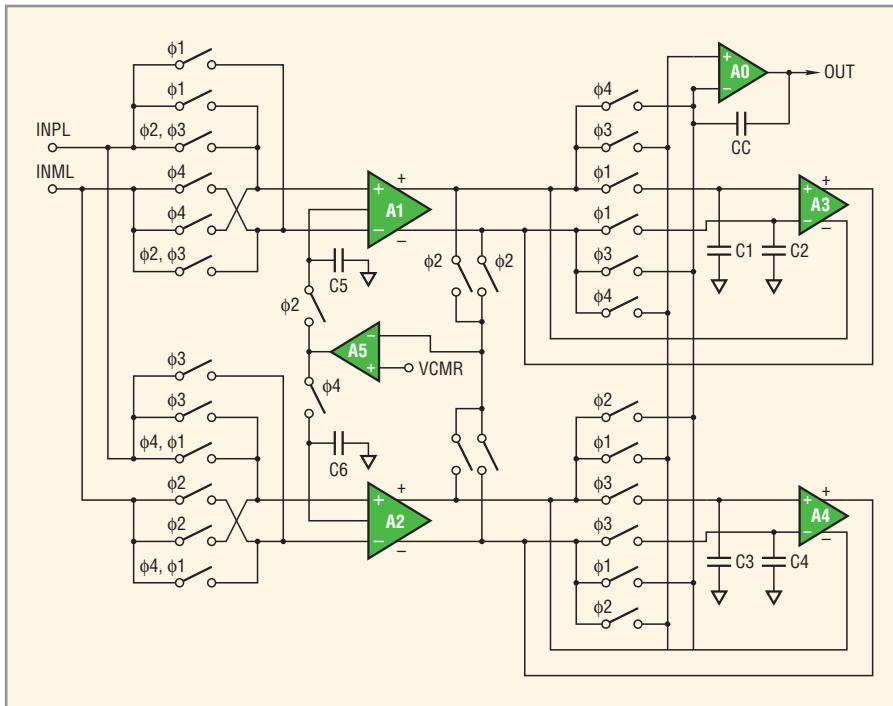 ϕ1
ϕ1
INPL
ϕ2, ϕ3
INML
ϕ4
ϕ4
ϕ2, ϕ3
+
A1
−
+
−
C5
ϕ2
ϕ2
ϕ2
A5
−
+
VCMR
ϕ4
C6
ϕ4
ϕ3
ϕ1
ϕ1
ϕ3
ϕ4
+
A0
−
OUT
CC
+
A3
−
+
−
C1
C2
ϕ3
ϕ3
ϕ4, ϕ1
ϕ2
ϕ2
ϕ4, ϕ1
+
A2
−
+
−
ϕ2
ϕ1
ϕ3
ϕ3
ϕ1
ϕ2
+
A4
−
+
−
C3
C4